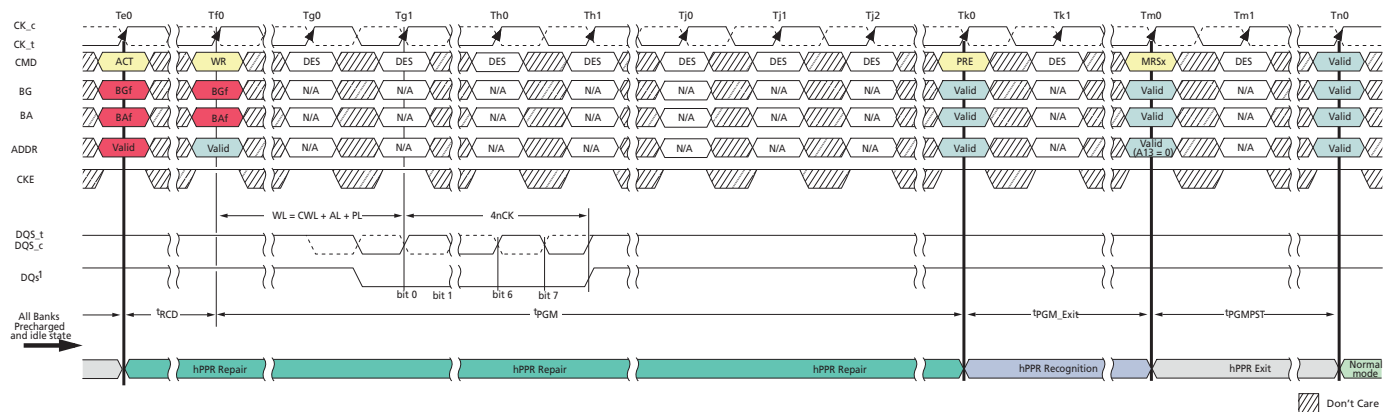 Te0 Tf0 Tg0 Tg1 Th0 Th1 Tj0 Tj1 Tj2 Tk0 Tk1 Tm0 Tm1 Tn0
CK_c
CK_t
CMD ACT WR DES DES DES DES DES DES DES PRE DES MRSx DES Valid
BG BGf BGf N/A N/A N/A N/A N/A N/A N/A Valid N/A Valid N/A Valid
BA BAf BAf N/A N/A N/A N/A N/A N/A N/A Valid N/A Valid N/A Valid
ADDR Valid Valid N/A N/A N/A N/A N/A N/A N/A Valid N/A Valid (A13 = 0) N/A Valid
CKE
WL = CWL + AL + PL 4nCK
DQS_t
DQS_c
DQs1
bit 0 bit 1 bit 6 bit 7
All Banks
Precharged
and idle state
tRCD tPGM tPGM_Exit tPGMPST
hPPR Repair hPPR Repair hPPR Repair hPPR Recognition hPPR Exit Normal mode
Don't Care